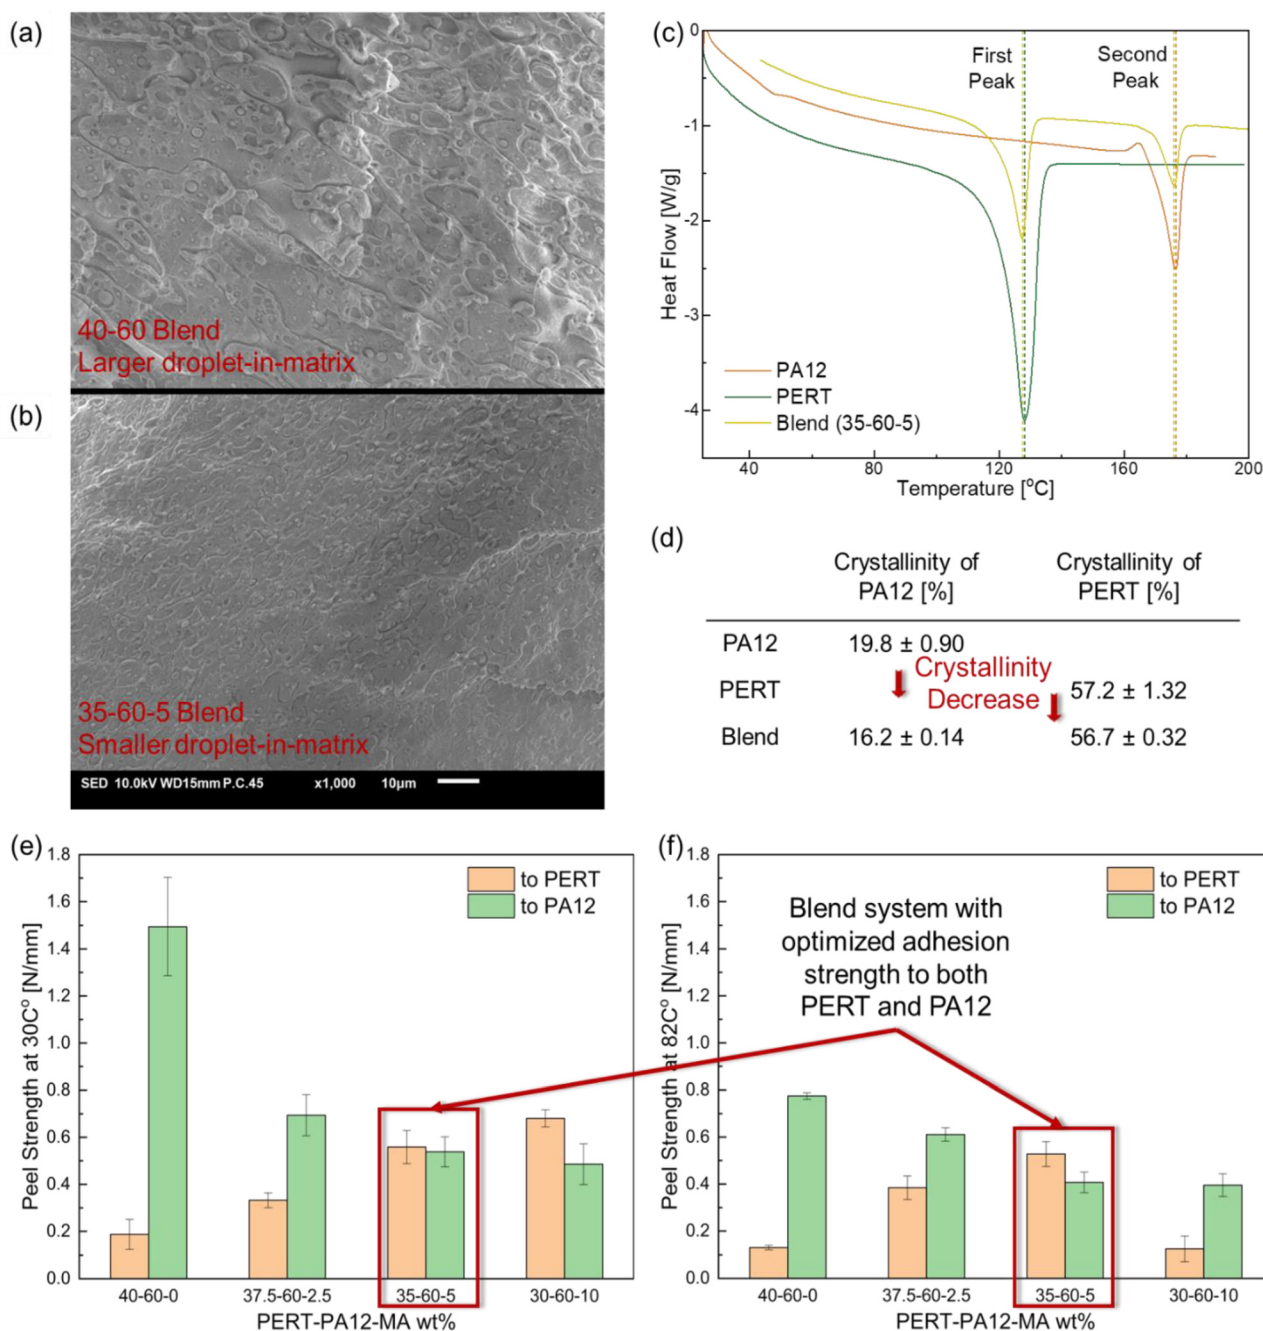 (a)
40-60 Blend
Larger droplet-in-matrix
(b)
35-60-5 Blend
Smaller droplet-in-matrix
SED 10.0kV WD15mm P.C.45 x1,000 10µm
(c)
0
-1
-2
-3
-4
Heat Flow [W/g]
First
Peak
Second
Peak
PA12
PERT
Blend (35-60-5)
40 80 120 160 200
Temperature [°C]
(d)
Crystallinity of
PA12 [%]
Crystallinity of
PERT [%]
PA12 19.8 ± 0.90
Crystallinity
Decrease
PERT 57.2 ± 1.32
Blend 16.2 ± 0.14 56.7 ± 0.32
(e)
1.8
1.6
1.4
1.2
1.0
0.8
0.6
0.4
0.2
0.0
Peel Strength at 30C° [N/mm]
to PERT
to PA12
40-60-0 37.5-60-2.5 35-60-5 30-60-10
PERT-PA12-MA wt%
(f)
1.8
1.6
1.4
1.2
1.0
0.8
0.6
0.4
0.2
0.0
Peel Strength at 82C° [N/mm]
to PERT
to PA12
Blend system with
optimized adhesion
strength to both
PERT and PA12
40-60-0 37.5-60-2.5 35-60-5 30-60-10
PERT-PA12-MA wt%